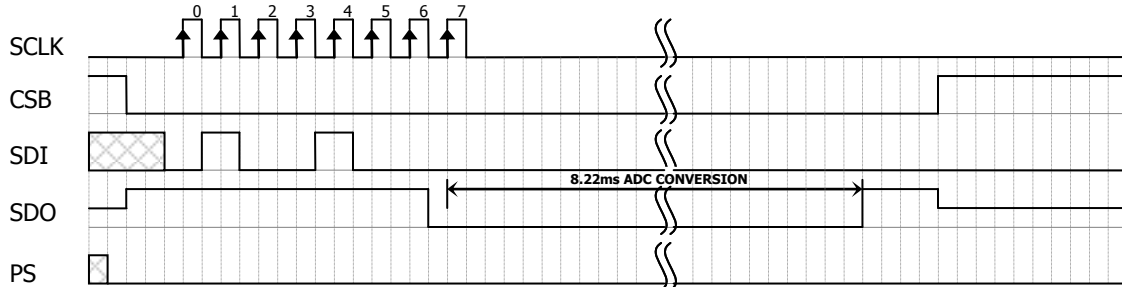 0 1 2 3 4 5 6 7
SCLK
CSB
SDI
8.22ms ADC CONVERSION
SDO
PS